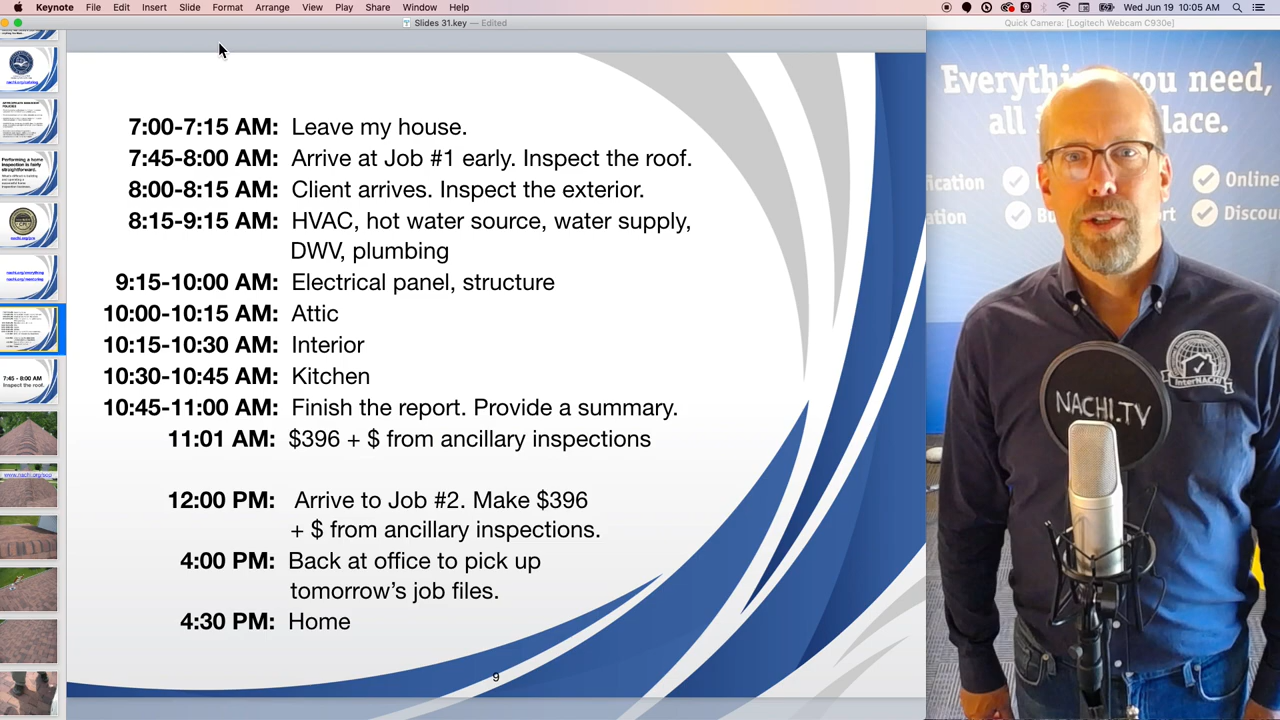 Keynote File Edit Insert Slide Format Arrange View Play Share Window Help Wed Jun 19 10:05 AM
Slides 31.key — Edited
Quick Camera: [Logitech Webcam C930e]
7:00-7:15 AM: Leave my house.
7:45-8:00 AM: Arrive at Job #1 early. Inspect the roof.
8:00-8:15 AM: Client arrives. Inspect the exterior.
8:15-9:15 AM: HVAC, hot water source, water supply,
DWV, plumbing
9:15-10:00 AM: Electrical panel, structure
10:00-10:15 AM: Attic
10:15-10:30 AM: Interior
10:30-10:45 AM: Kitchen
10:45-11:00 AM: Finish the report. Provide a summary.
11:01 AM: $396 + $ from ancillary inspections
12:00 PM: Arrive to Job #2. Make $396
+ $ from ancillary inspections.
4:00 PM: Back at office to pick up
tomorrow's job files.
4:30 PM: Home
9
Performing a home
inspection is fairly
straightforward.
7:45 - 8:00 AM
Inspect the roof.
you need,
all
Online
InterNACHI
NACHI.TV